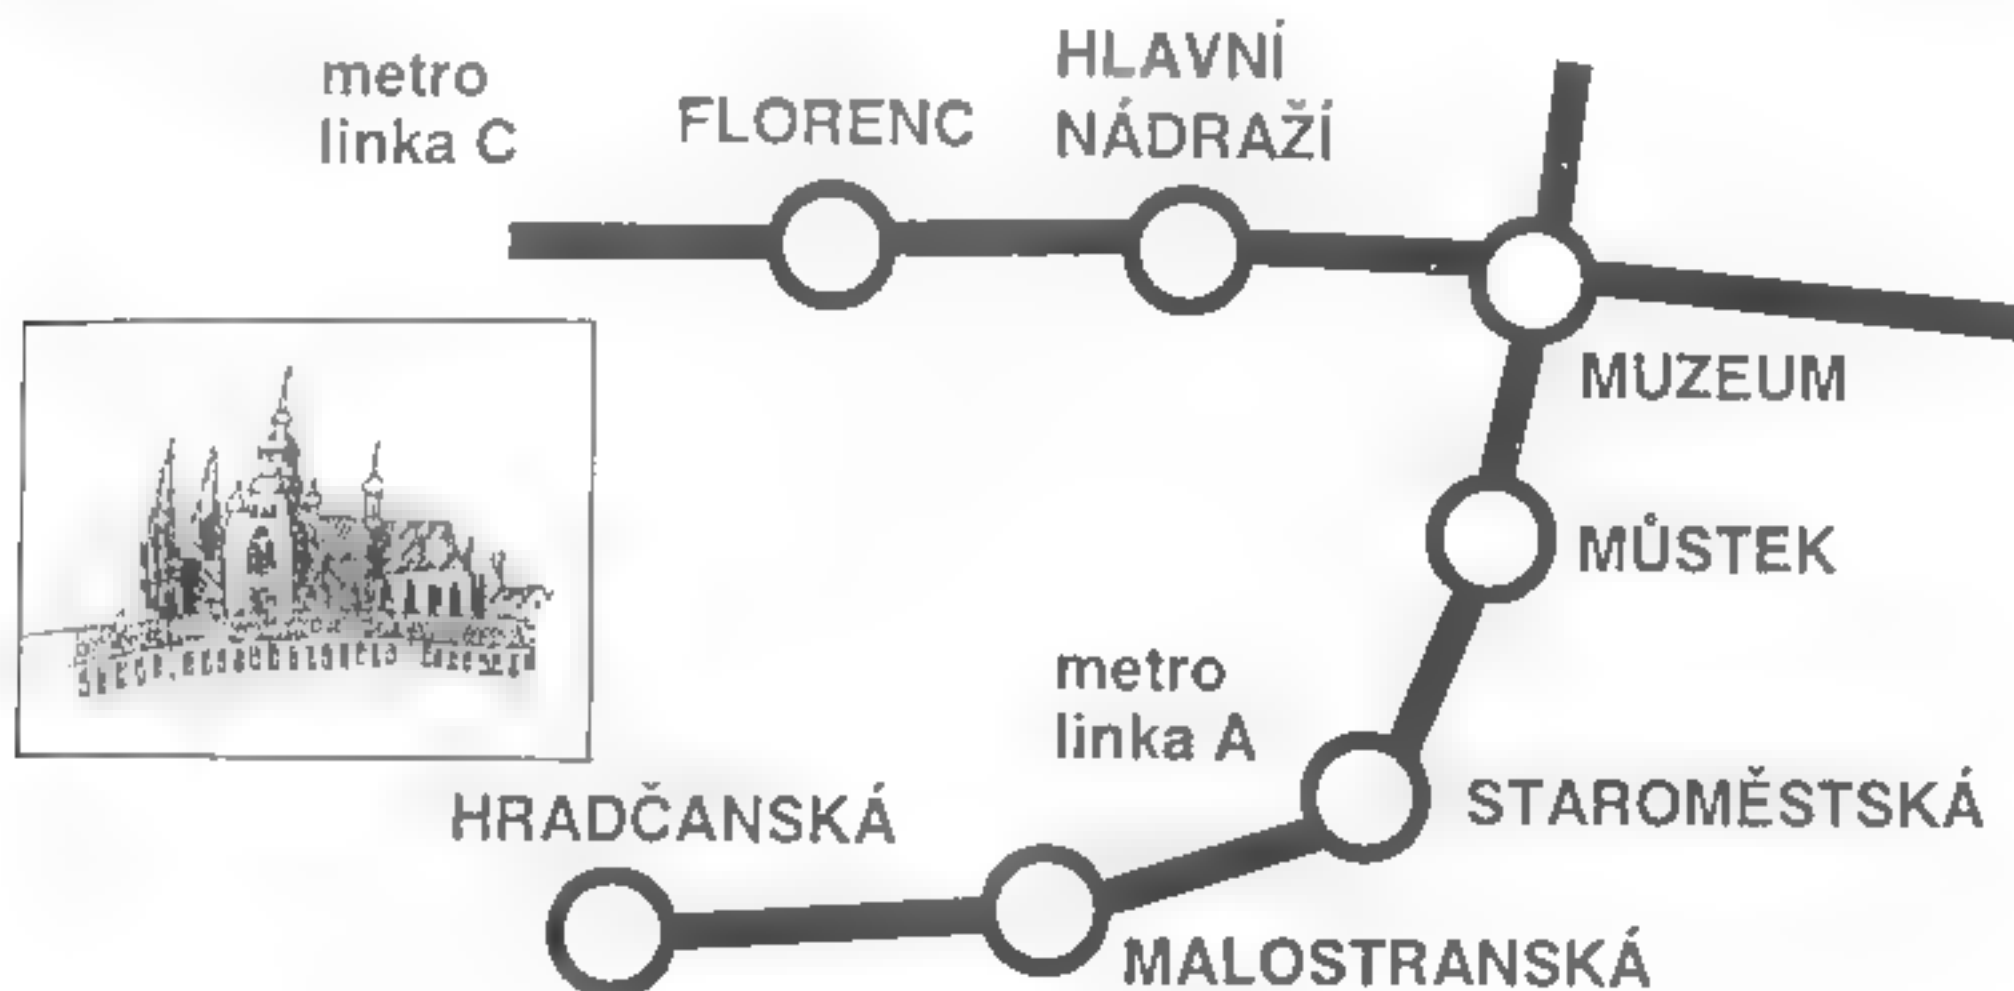 metro
linka C
FLORENC
HLAVNÍ
NÁDRAŽÍ
MUZEUM
MŮSTEK
metro
linka A
STAROMĚSTSKÁ
HRADČANSKÁ
MALOSTRANSKÁ